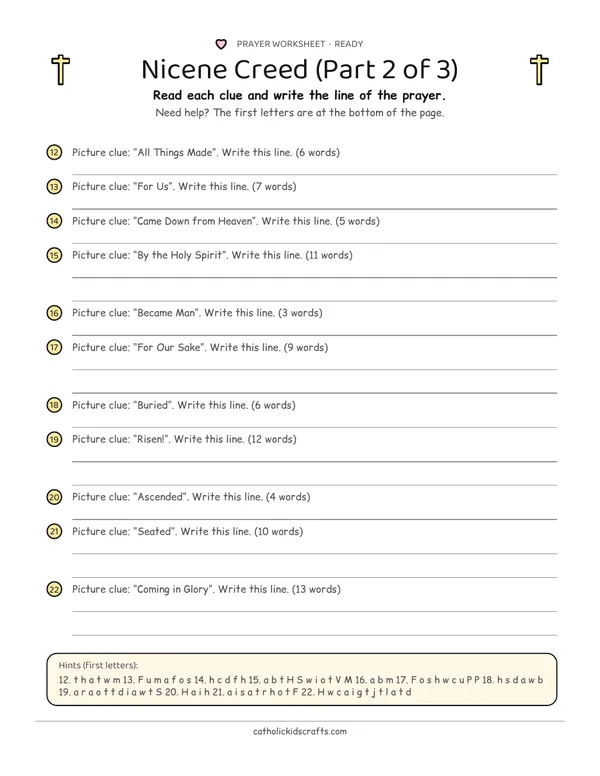 PRAYER WORKSHEET · READY
Nicene Creed (Part 2 of 3)
Read each clue and write the line of the prayer.
Need help? The first letters are at the bottom of the page.
12 Picture clue: "All Things Made". Write this line. (6 words)
13 Picture clue: "For Us". Write this line. (7 words)
14 Picture clue: "Came Down from Heaven". Write this line. (5 words)
15 Picture clue: "By the Holy Spirit". Write this line. (11 words)
16 Picture clue: "Became Man". Write this line. (3 words)
17 Picture clue: "For Our Sake". Write this line. (9 words)
18 Picture clue: "Buried". Write this line. (6 words)
19 Picture clue: "Risen!". Write this line. (12 words)
20 Picture clue: "Ascended". Write this line. (4 words)
21 Picture clue: "Seated". Write this line. (10 words)
22 Picture clue: "Coming in Glory". Write this line. (13 words)
Hints (first letters):
12. t h a t w m 13. F u m a f o s 14. h c d f h 15. a b t H S w i o t V M 16. a b m 17. F o s h w c u P P 18. h s d a w b
19. a r a o t t d i a w t S 20. H a i h 21. a i s a t r h o t F 22. H w c a i g t j t l a t d
catholickidscrafts.com